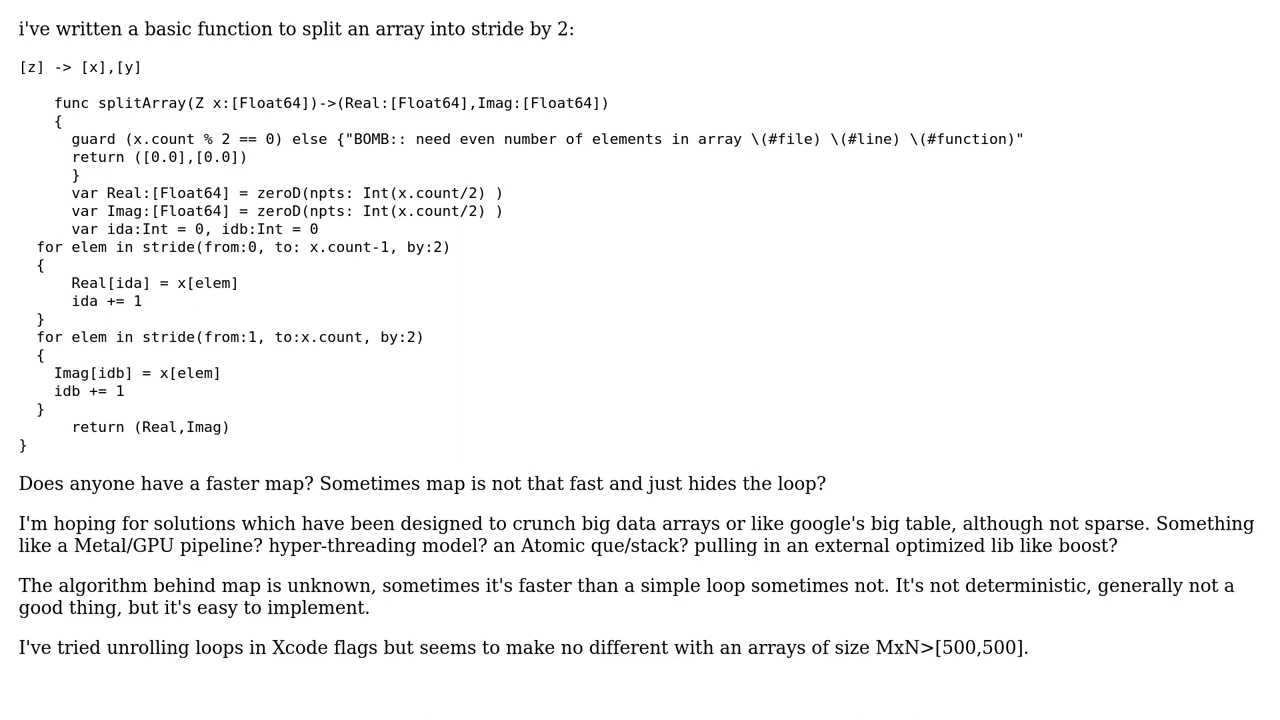 i've written a basic function to split an array into stride by 2:
[z] -> [x],[y]
    func splitArray(Z x:[Float64])->(Real:[Float64],Imag:[Float64])
    {
      guard (x.count % 2 == 0) else {"BOMB:: need even number of elements in array \(#file) \(#line) \(#function)"
      return ([0.0],[0.0])
      }
      var Real:[Float64] = zeroD(npts: Int(x.count/2) )
      var Imag:[Float64] = zeroD(npts: Int(x.count/2) )
      var ida:Int = 0, idb:Int = 0
  for elem in stride(from:0, to: x.count-1, by:2)
  {
      Real[ida] = x[elem]
      ida += 1
  }
  for elem in stride(from:1, to:x.count, by:2)
  {
    Imag[idb] = x[elem]
    idb += 1
  }
      return (Real,Imag)
}
Does anyone have a faster map? Sometimes map is not that fast and just hides the loop?
I'm hoping for solutions which have been designed to crunch big data arrays or like google's big table, although not sparse. Something
like a Metal/GPU pipeline? hyper-threading model? an Atomic que/stack? pulling in an external optimized lib like boost?
The algorithm behind map is unknown, sometimes it's faster than a simple loop sometimes not. It's not deterministic, generally not a
good thing, but it's easy to implement.
I've tried unrolling loops in Xcode flags but seems to make no different with an arrays of size MxN>[500,500].